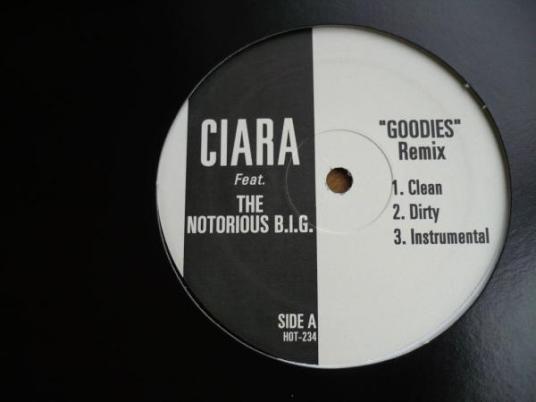 CIARA
Feat.
THE
NOTORIOUS B.I.G.
SIDE A
HOT-234
"GOODIES"
Remix
1. Clean
2. Dirty
3. Instrumental